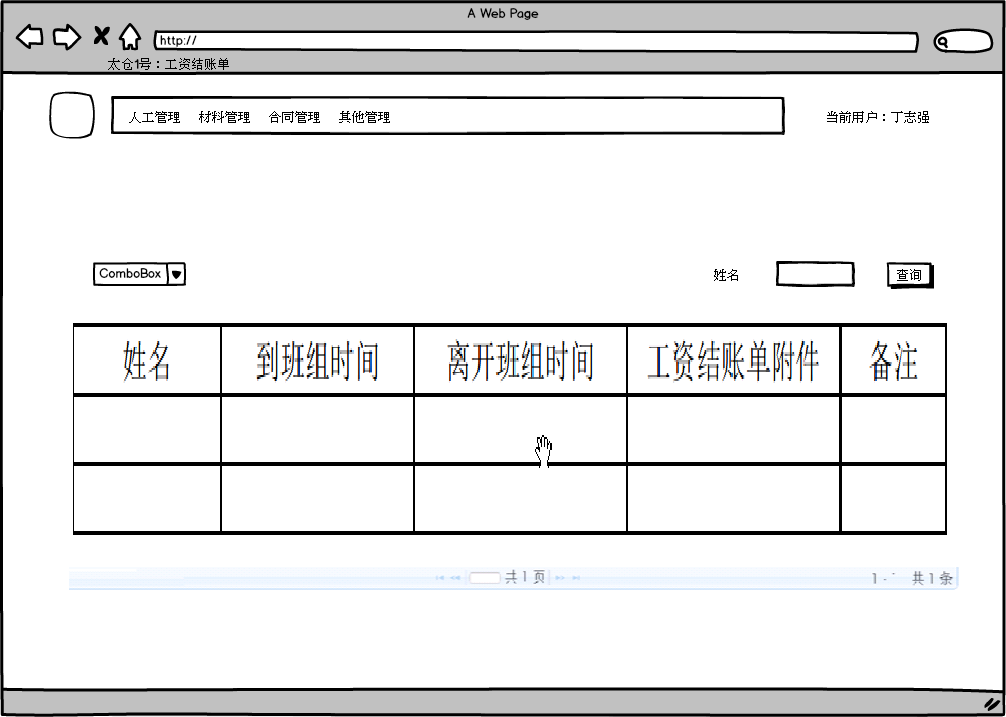 A Web Page
http://
太仓1号：工资结账单
人工管理 材料管理 合同管理 其他管理
当前用户：丁志强
ComboBox 姓名 查询
姓名 到班组时间 离开班组时间 工资结账单附件 备注
共 1 页 1 - 共 1 条